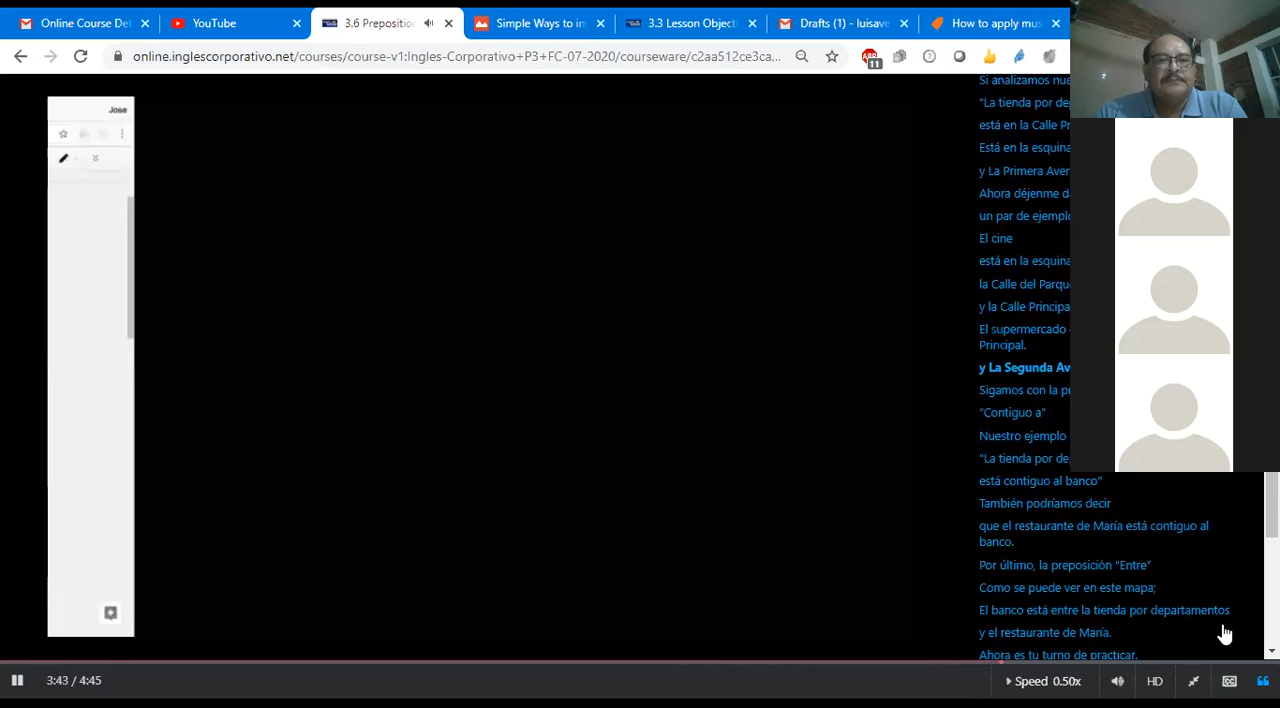 Online Course Det
YouTube
3.6 Prepositio
Simple Ways to in
3.3 Lesson Objecti
Drafts (1) - luisave
How to apply mus
online.inglescorporativo.net/courses/course-v1:Ingles-Corporativo+P3+FC-07-2020/courseware/c2aa512ce3ca...
11
Jose
Si analizamos nue
"La tienda por de
está en la Calle Pr
Está en la esquina
y La Primera Aven
Ahora déjenme da
un par de ejemplo
El cine
está en la esquina
la Calle del Parque
y la Calle Principa
El supermercado
Principal.
y La Segunda Av
Sigamos con la pr
"Contiguo a"
Nuestro ejemplo
"La tienda por de
está contiguo al banco"
También podríamos decir
que el restaurante de María está contiguo al
banco.
Por último, la preposición "Entre"
Como se puede ver en este mapa;
El banco está entre la tienda por departamentos
y el restaurante de María.
Ahora es tu turno de practicar.
3:43 / 4:45
Speed 0.50x
HD